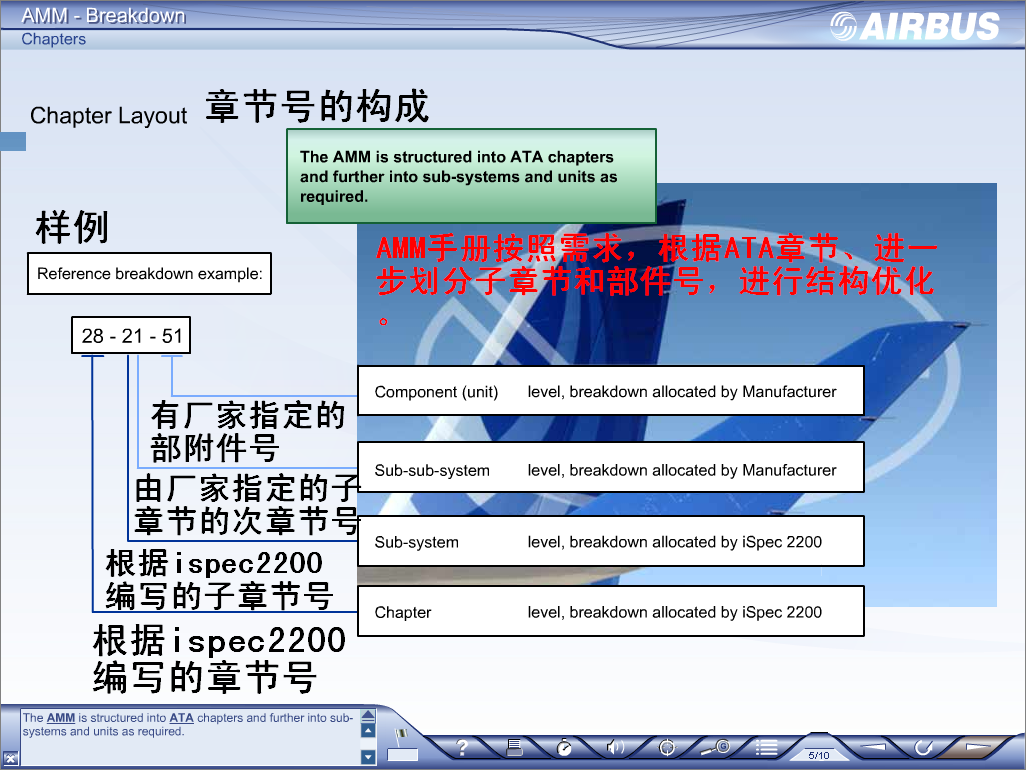 AMM - Breakdown
Chapters
AIRBUS
Chapter Layout 章节号的构成
The AMM is structured into ATA chapters
and further into sub-systems and units as
required.
样例
AMM手册按照需求，根据ATA章节、进一
步划分子章节和部件号，进行结构优化
。
Reference breakdown example:
28 - 21 - 51
Component (unit) level, breakdown allocated by Manufacturer
有厂家指定的
部附件号
Sub-sub-system level, breakdown allocated by Manufacturer
由厂家指定的子
章节的次章节号
Sub-system level, breakdown allocated by iSpec 2200
根据ispec2200
编写的子章节号
Chapter level, breakdown allocated by iSpec 2200
根据ispec2200
编写的章节号
The AMM is structured into ATA chapters and further into sub-
systems and units as required.
5/10